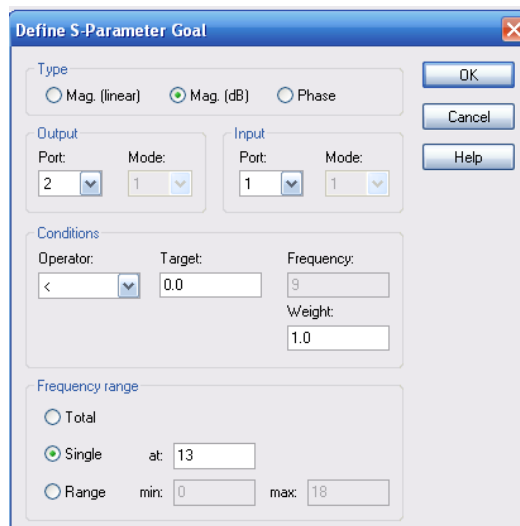 Define S-Parameter Goal
Type
Mag. (linear) Mag. (dB) Phase
OK
Cancel
Help
Output
Port: Mode:
2 1
Input
Port: Mode:
1 1
Conditions
Operator: Target: Frequency:
< 0.0 9
Weight:
1.0
Frequency range
Total
Single at: 13
Range min: 0 max: 18